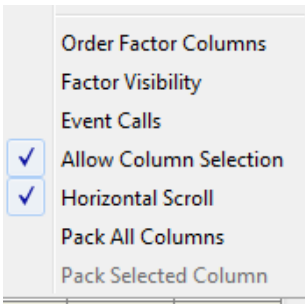 Order Factor Columns
Factor Visibility
Event Calls
Allow Column Selection
Horizontal Scroll
Pack All Columns
Pack Selected Column